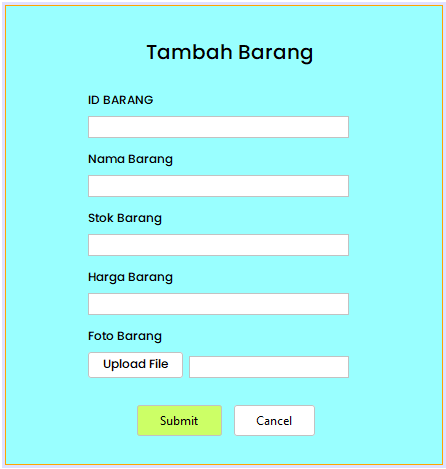 Tambah Barang
ID BARANG
Nama Barang
Stok Barang
Harga Barang
Foto Barang
Upload File
Submit Cancel